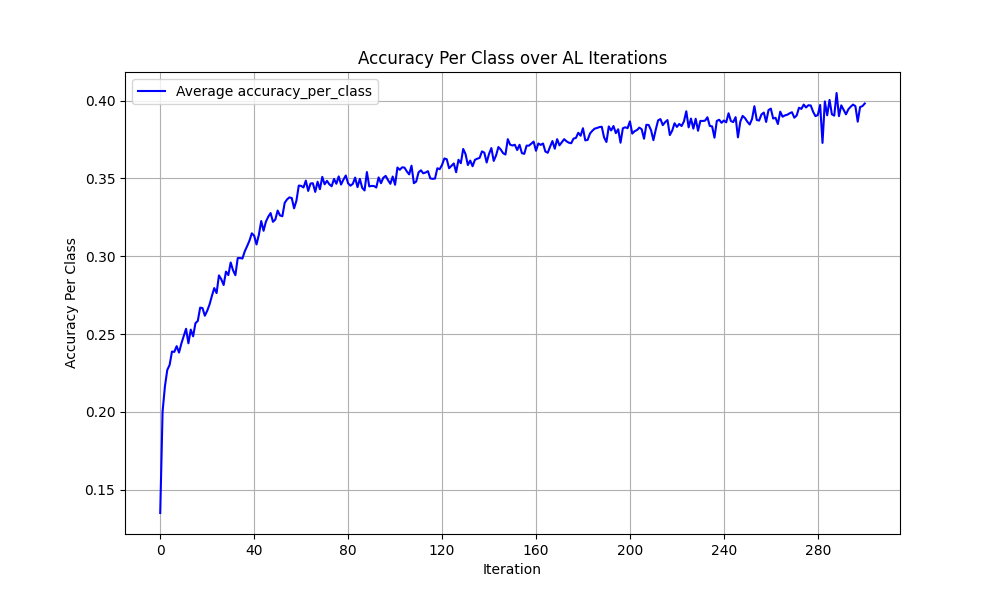 Accuracy Per Class over AL Iterations
Average accuracy_per_class
0.40
0.35
0.30
0.25
0.20
0.15
Accuracy Per Class
0 40 80 120 160 200 240 280
Iteration